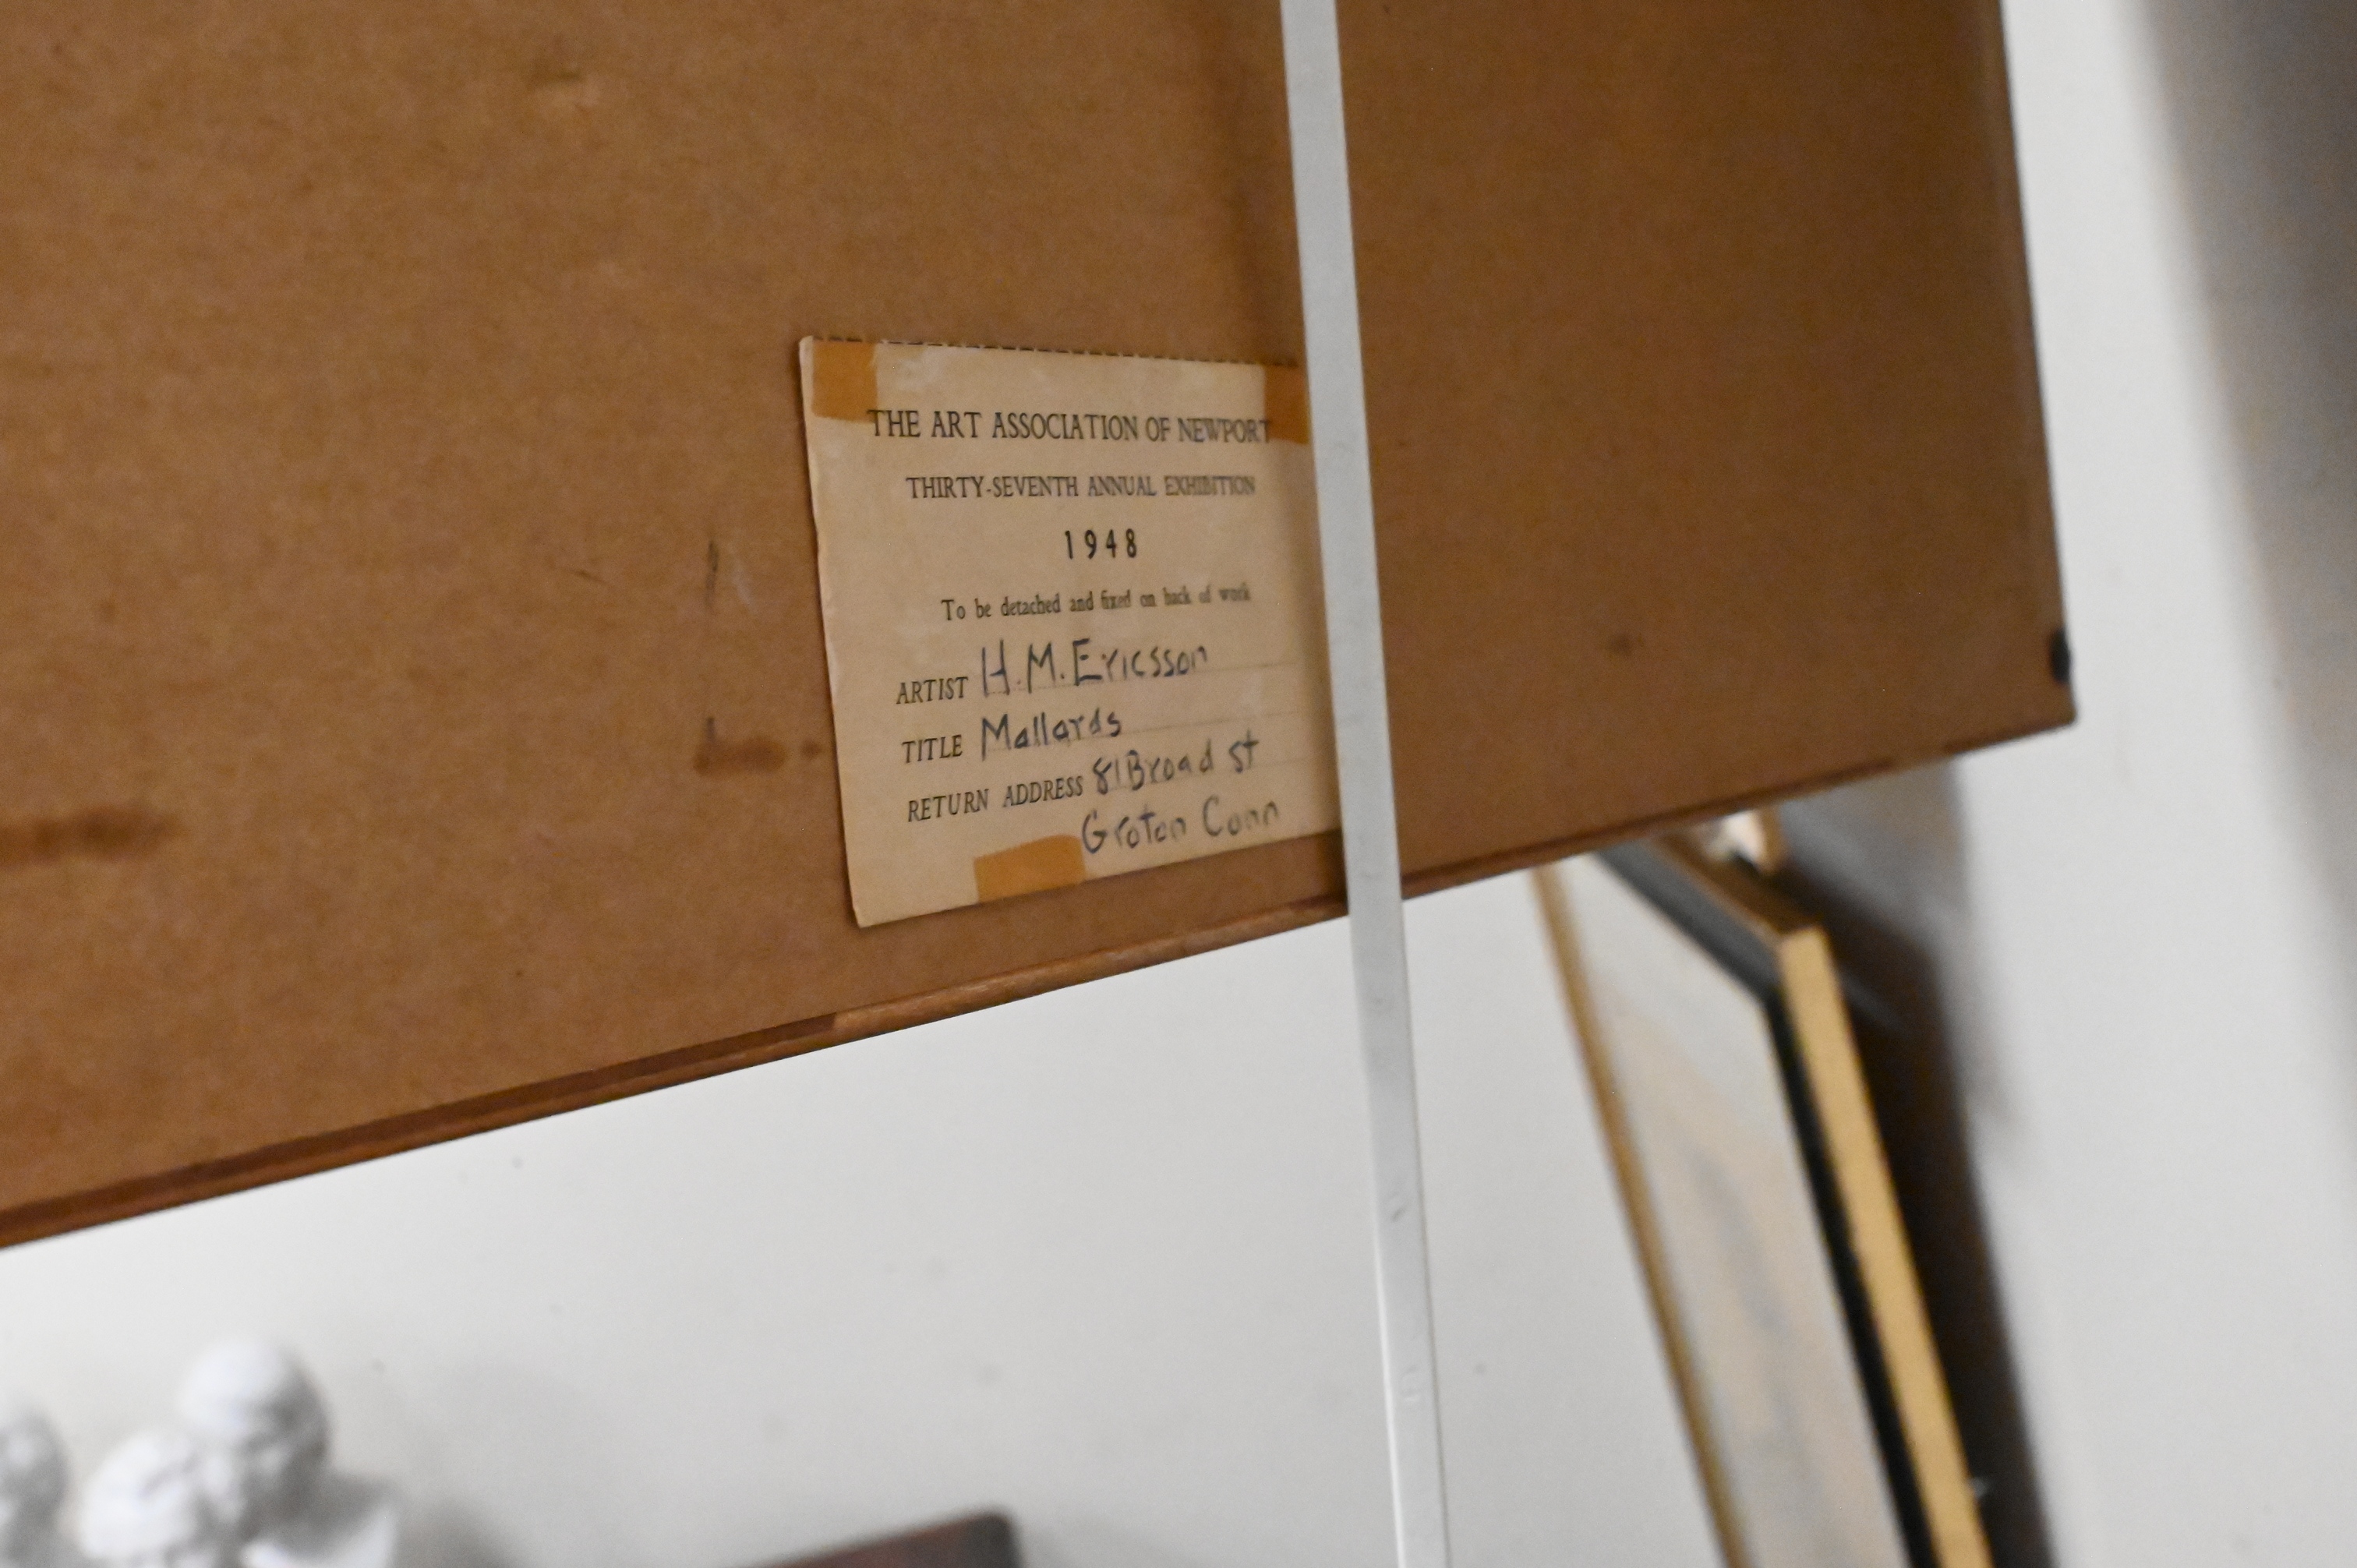 THE ART ASSOCIATION OF NEWPORT
THIRTY-SEVENTH ANNUAL EXHIBITION
1948
To be detached and fixed on back of work
ARTIST H.M. Ericsson
TITLE Mallards
RETURN ADDRESS 81 Broad St
Groton Conn